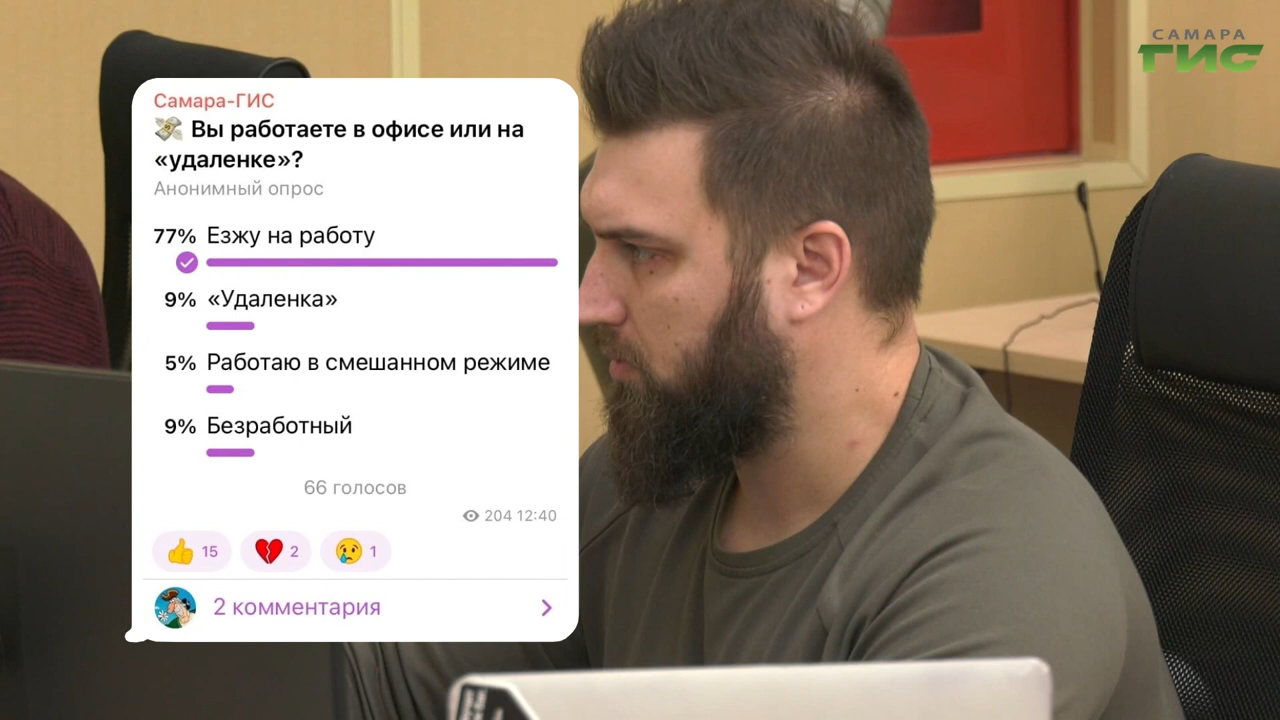 САМАРА
ГИС
Самара-ГИС
💸 Вы работаете в офисе или на
«удаленке»?
Анонимный опрос
77% Езжу на работу
9% «Удаленка»
5% Работаю в смешанном режиме
9% Безработный
66 голосов
204 12:40
👍 15 💔 2 😢 1
2 комментария